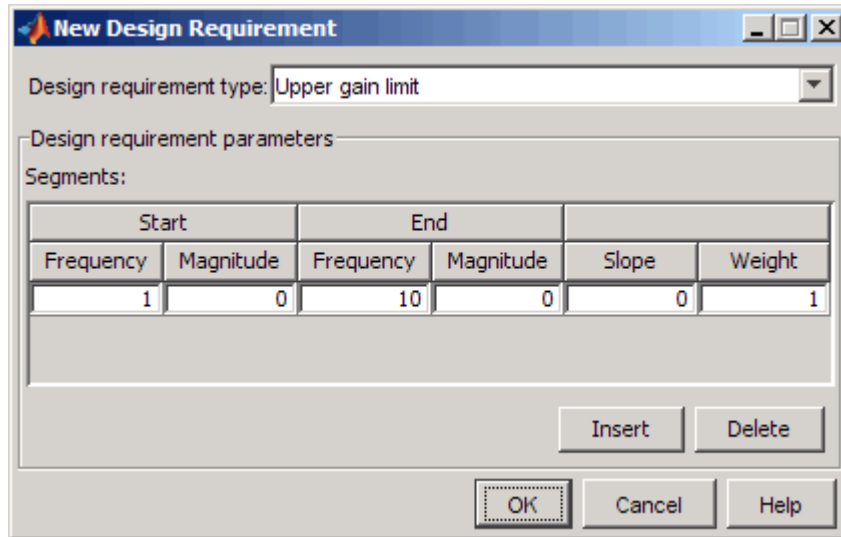 New Design Requirement
Design requirement type: Upper gain limit
Design requirement parameters
Segments:
Start End
Frequency Magnitude Frequency Magnitude Slope Weight
1 0 10 0 0 1
Insert Delete
OK Cancel Help